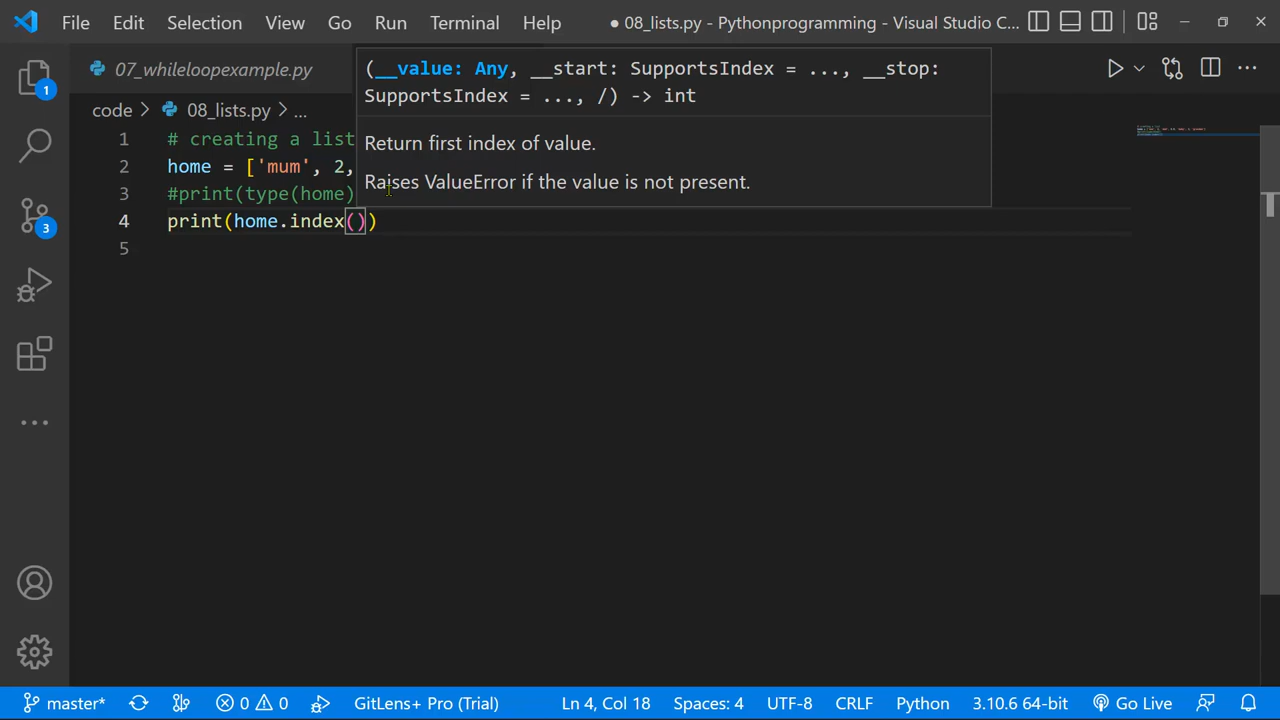 File Edit Selection View Go Run Terminal Help ● 08_lists.py - Pythonprogramming - Visual Studio C...
07_whileloopexample.py
(__value: Any, __start: SupportsIndex = ..., __stop:
SupportsIndex = ..., /) -> int
code > 08_lists.py > ...
1 # creating a list
Return first index of value.
2 home = ['mum', 2,
Raises ValueError if the value is not present.
3 #print(type(home)
4 print(home.index())
5
1
3
master* 0 0 GitLens+ Pro (Trial) Ln 4, Col 18 Spaces: 4 UTF-8 CRLF Python 3.10.6 64-bit Go Live